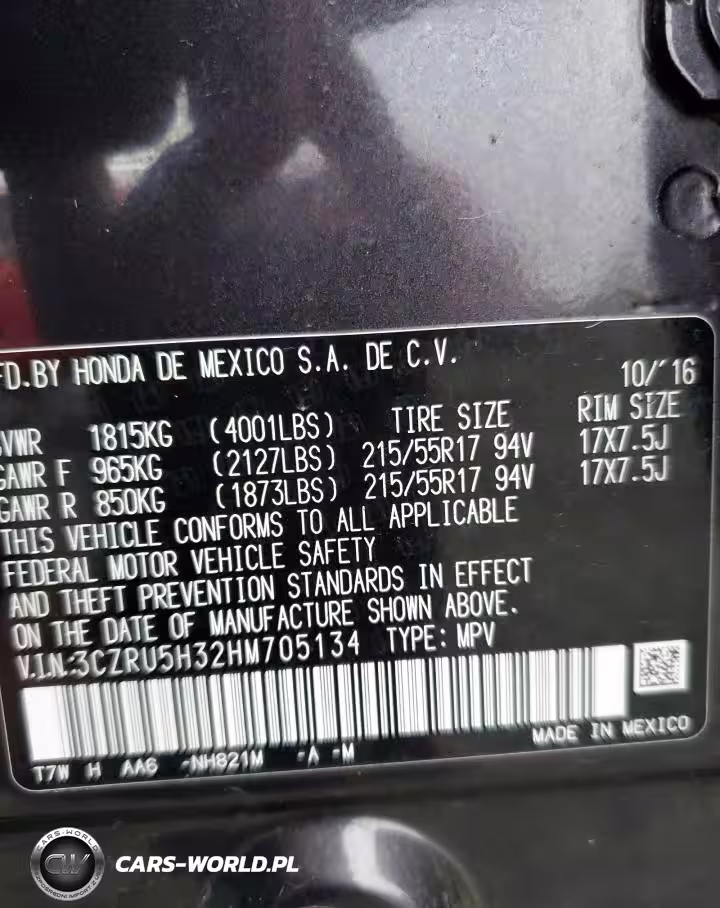 FD.BY HONDA DE MEXICO S.A. DE C.V. 10/'16
VWR 1815KG (4001LBS) TIRE SIZE RIM SIZE
GAWR F 965KG (2127LBS) 215/55R17 94V 17X7.5J
GAWR R 850KG (1873LBS) 215/55R17 94V 17X7.5J
THIS VEHICLE CONFORMS TO ALL APPLICABLE
FEDERAL MOTOR VEHICLE SAFETY
AND THEFT PREVENTION STANDARDS IN EFFECT
ON THE DATE OF MANUFACTURE SHOWN ABOVE.
V.I.N:3CZRU5H32HM705134 TYPE: MPV
MADE IN MEXICO
T7W H AA6 -NH821M -A -M
CARS-WORLD
CW
CARS-WORLD.PL